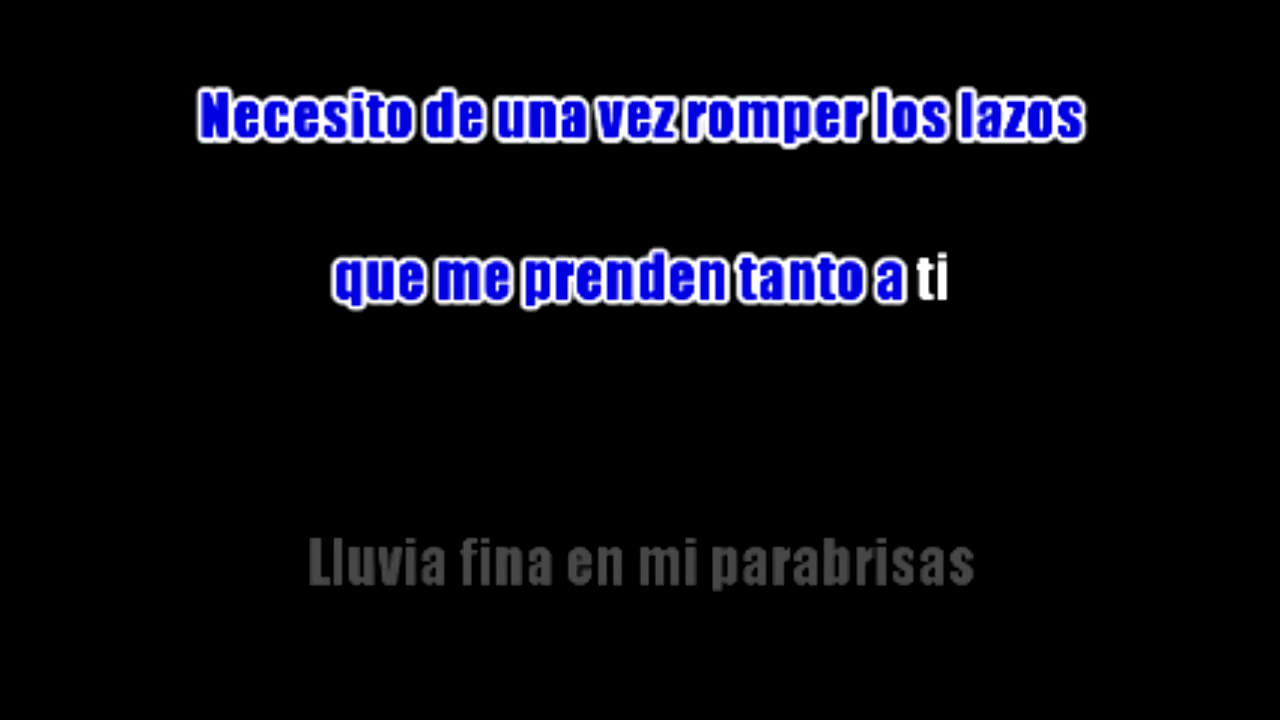 Necesito de una vez romper los lazos
que me prenden tanto a ti
Lluvia fina en mi parabrisas